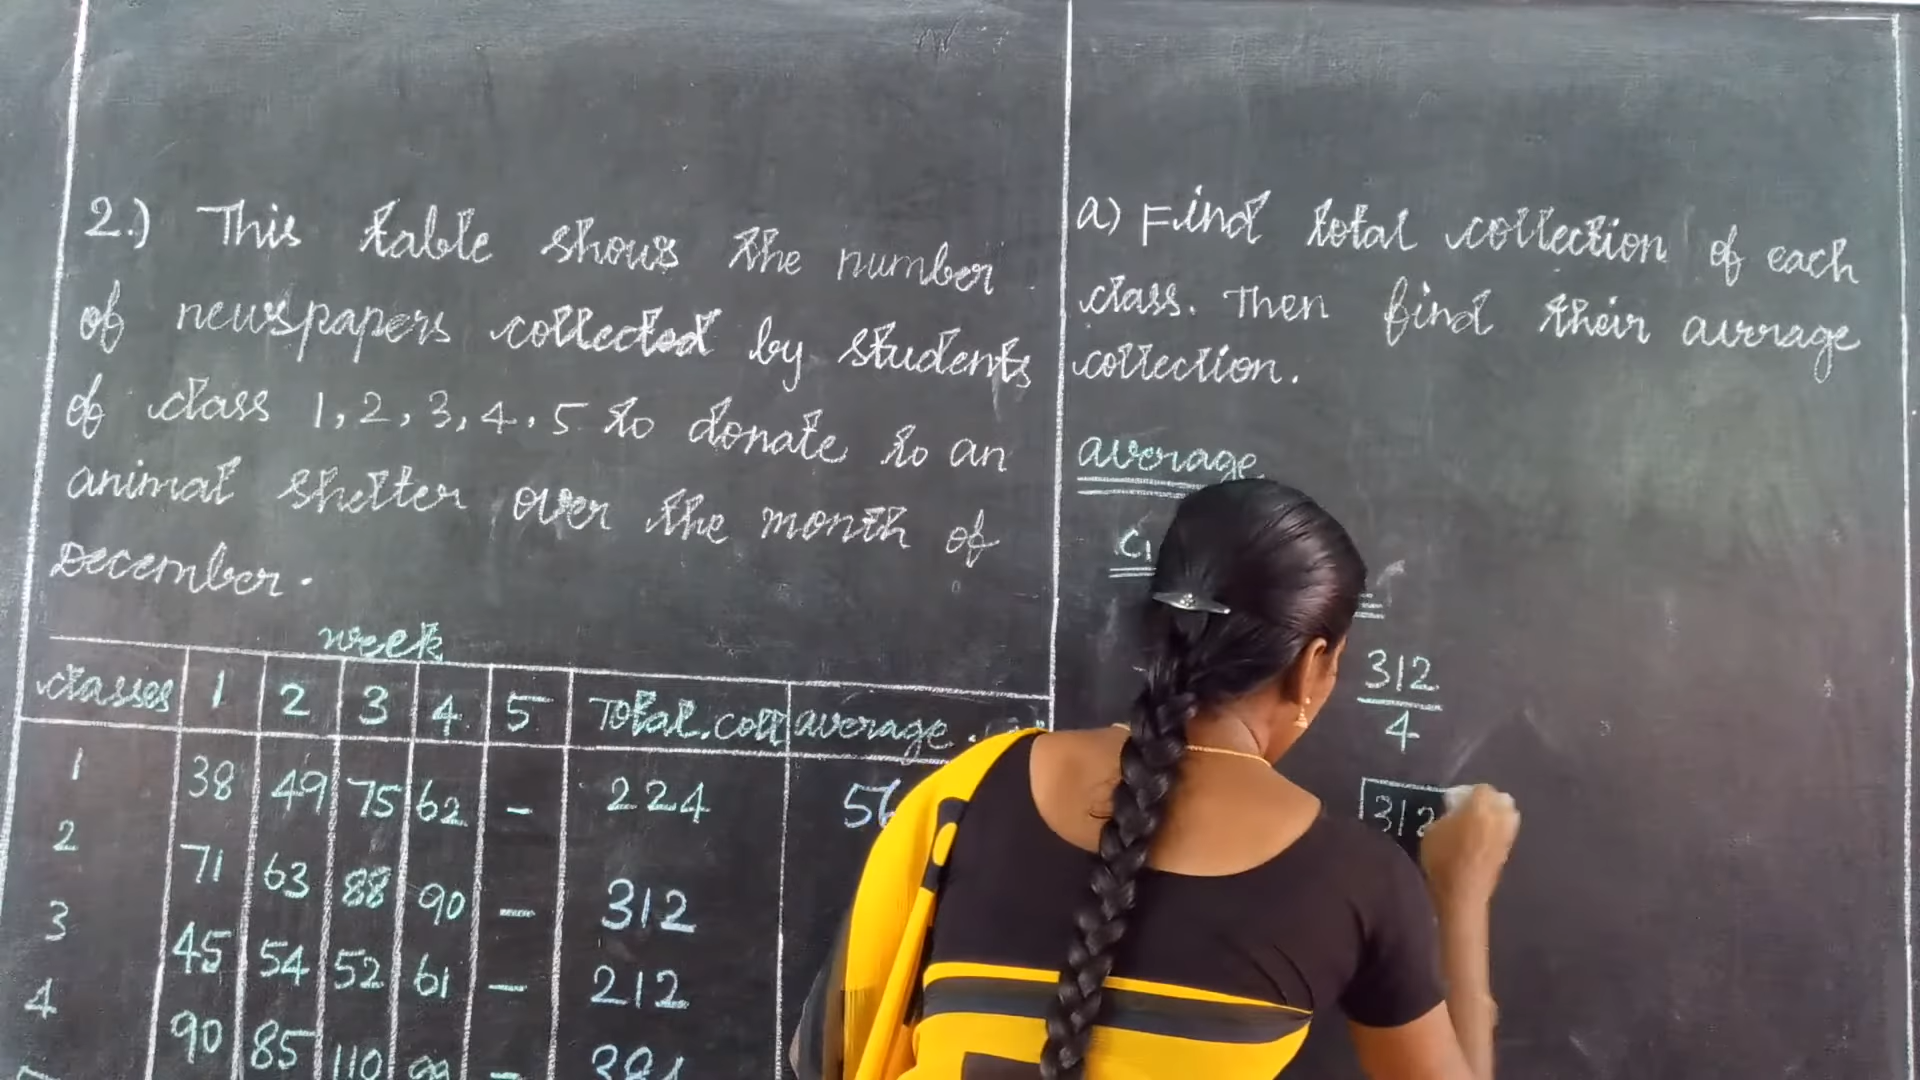 2.) This table shows the number
of newspapers collected by students
of class 1, 2, 3, 4, 5 to donate to an
animal shelter over the month of
December.
week
classes 1 2 3 4 5 Total.coll average.
1 38 49 75 62 - 224 56
2 71 63 88 90 - 312
3 45 54 52 61 - 212
4 90 85 110 99 -
a) Find total collection of each
class. Then find their average
collection.
average
C1
312
4
312